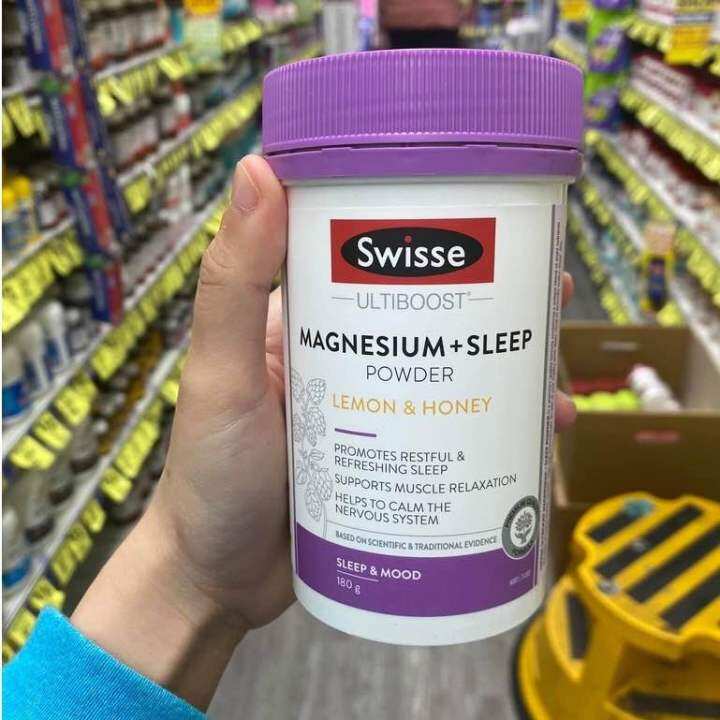 Swisse
ULTIBOOST®
MAGNESIUM+SLEEP
POWDER
LEMON & HONEY
PROMOTES RESTFUL &
REFRESHING SLEEP
SUPPORTS MUSCLE RELAXATION
HELPS TO CALM THE
NERVOUS SYSTEM
BASED ON SCIENTIFIC & TRADITIONAL EVIDENCE
SLEEP & MOOD
180 g